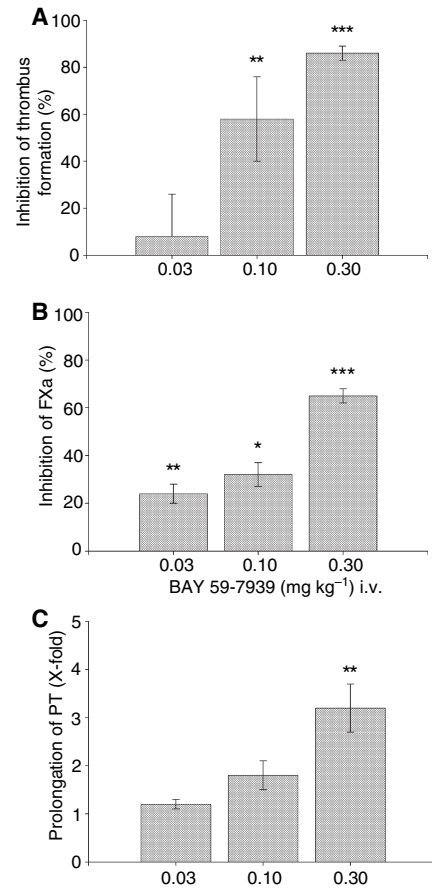 A
100
80
60
40
20
0
Inhibition of thrombus
formation (%)
**
***
0.03 0.10 0.30
B
100
80
60
40
20
0
Inhibition of FXa (%)
**
*
***
0.03 0.10 0.30
BAY 59-7939 (mg kg⁻¹) i.v.
C
5
4
3
2
1
0
Prolongation of PT (X-fold)
**
0.03 0.10 0.30